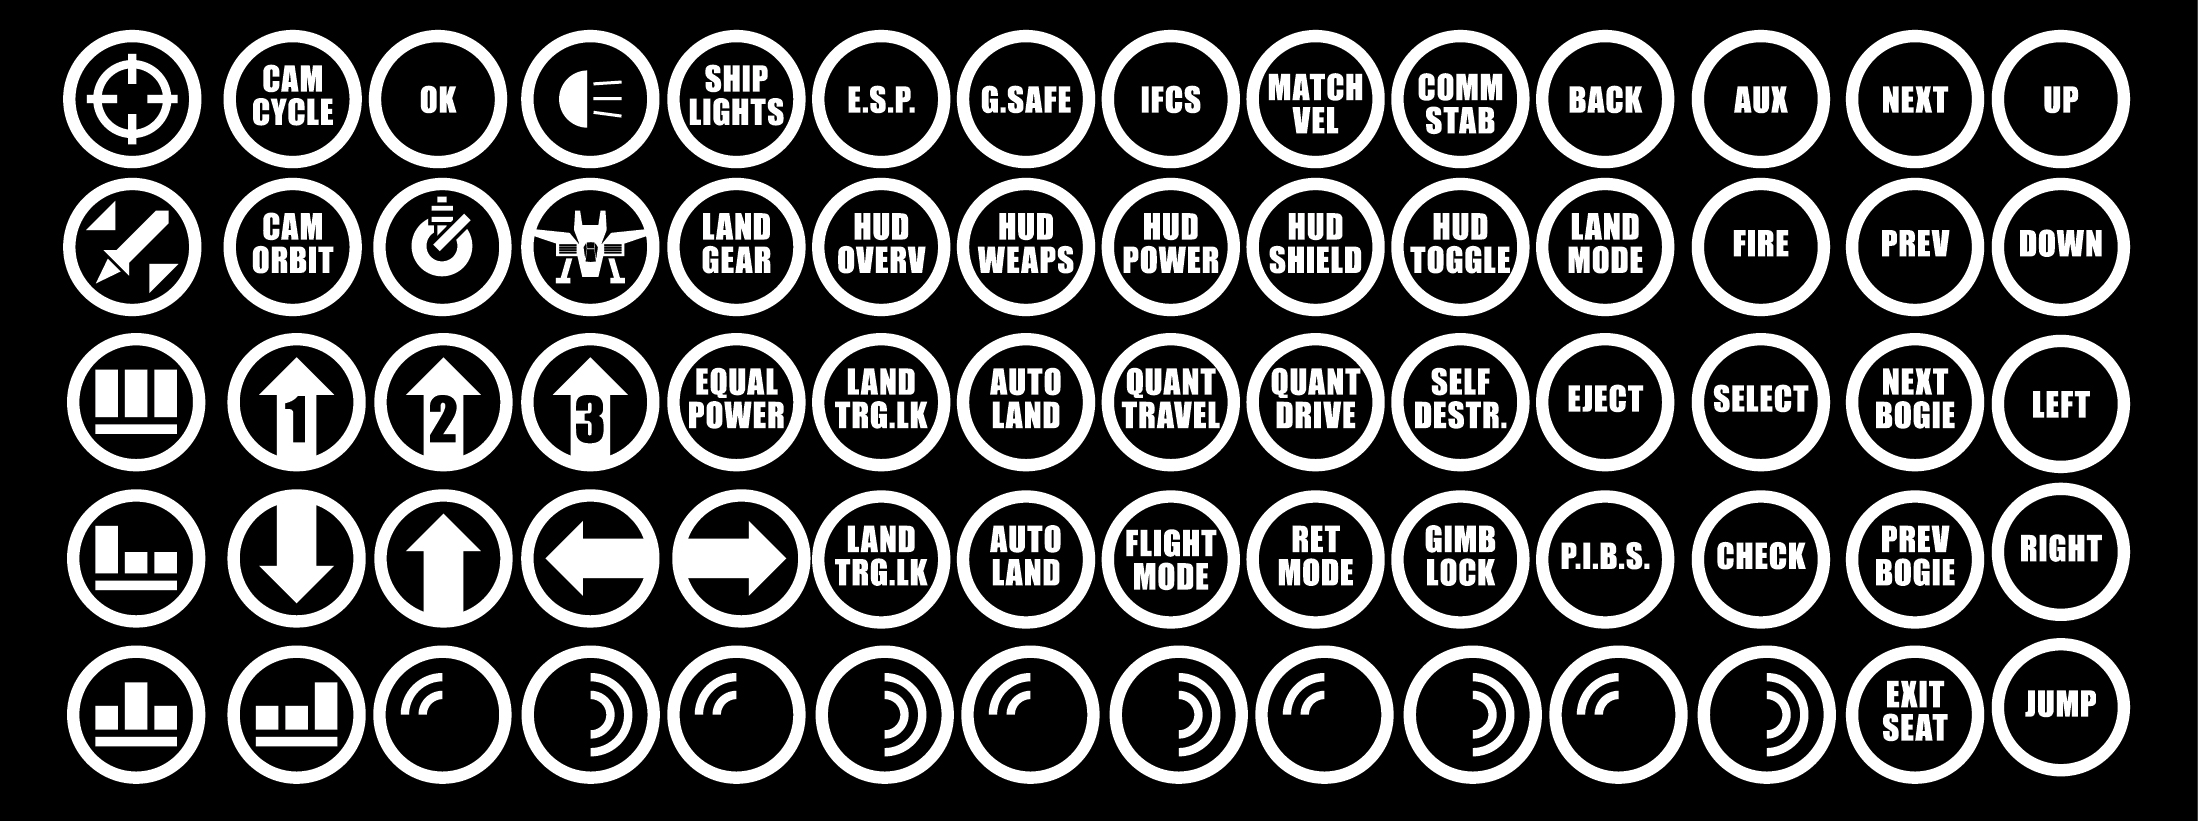 CAM
CYCLE
OK
SHIP
LIGHTS
E.S.P.
G.SAFE
IFCS
MATCH
VEL
COMM
STAB
BACK
AUX
NEXT
UP
CAM
ORBIT
LAND
GEAR
HUD
OVERV
HUD
WEAPS
HUD
POWER
HUD
SHIELD
HUD
TOGGLE
LAND
MODE
FIRE
PREV
DOWN
1
2
3
EQUAL
POWER
LAND
TRG.LK
AUTO
LAND
QUANT
TRAVEL
QUANT
DRIVE
SELF
DESTR.
EJECT
SELECT
NEXT
BOGIE
LEFT
LAND
TRG.LK
AUTO
LAND
FLIGHT
MODE
RET
MODE
GIMB
LOCK
P.I.B.S.
CHECK
PREV
BOGIE
RIGHT
EXIT
SEAT
JUMP